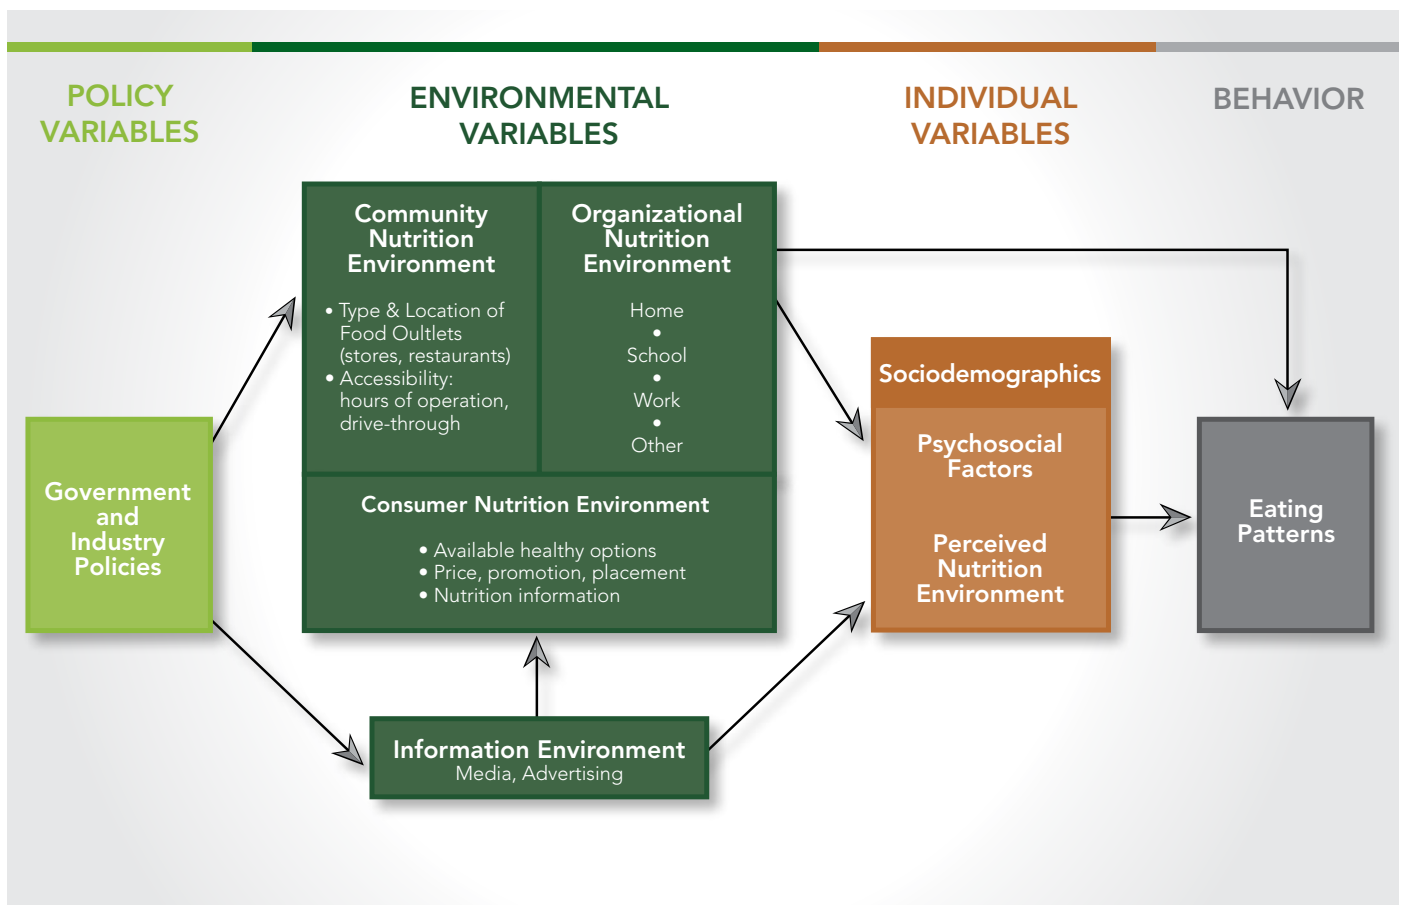 POLICY
VARIABLES
ENVIRONMENTAL
VARIABLES
INDIVIDUAL
VARIABLES
BEHAVIOR
Community
Nutrition
Environment
• Type & Location of
Food Oultlets
(stores, restaurants)
• Accessibility:
hours of operation,
drive-through
Organizational
Nutrition
Environment
Home
•
School
•
Work
•
Other
Consumer Nutrition Environment
• Available healthy options
• Price, promotion, placement
• Nutrition information
Government
and
Industry
Policies
Information Environment
Media, Advertising
Sociodemographics
Psychosocial
Factors
Perceived
Nutrition
Environment
Eating
Patterns